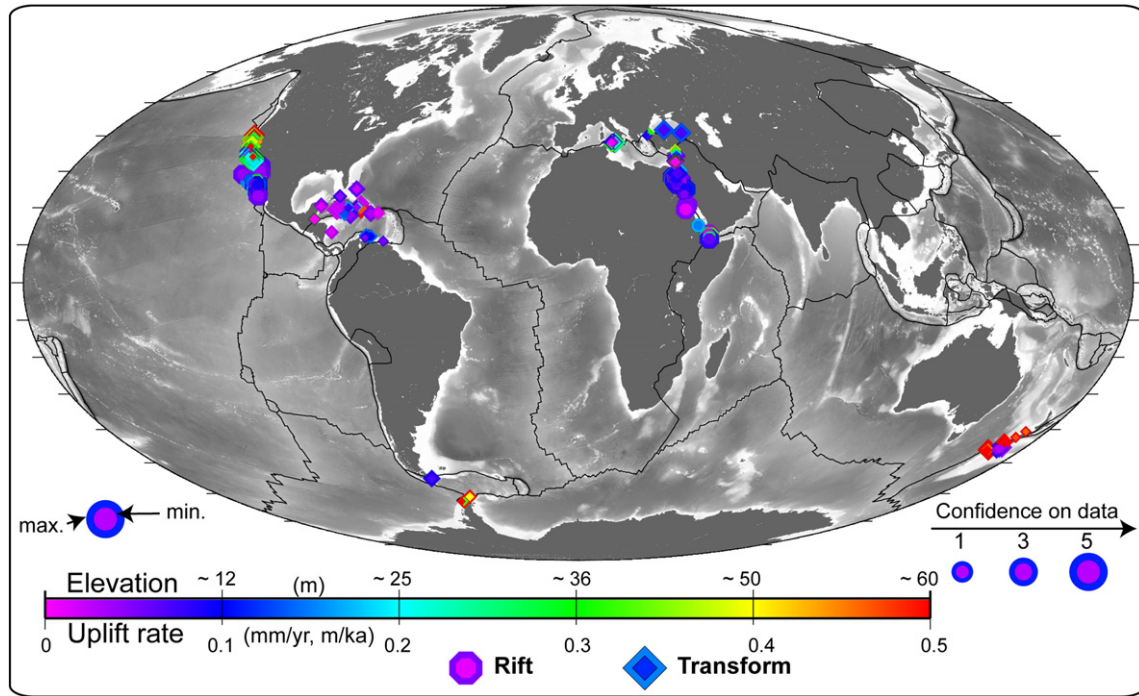 max.
min.
Confidence on data
1 3 5
Elevation ~ 12 (m) ~ 25 ~ 36 ~ 50 ~ 60
Uplift rate (mm/yr, m/ka)
0 0.1 0.2 0.3 0.4 0.5
Rift Transform